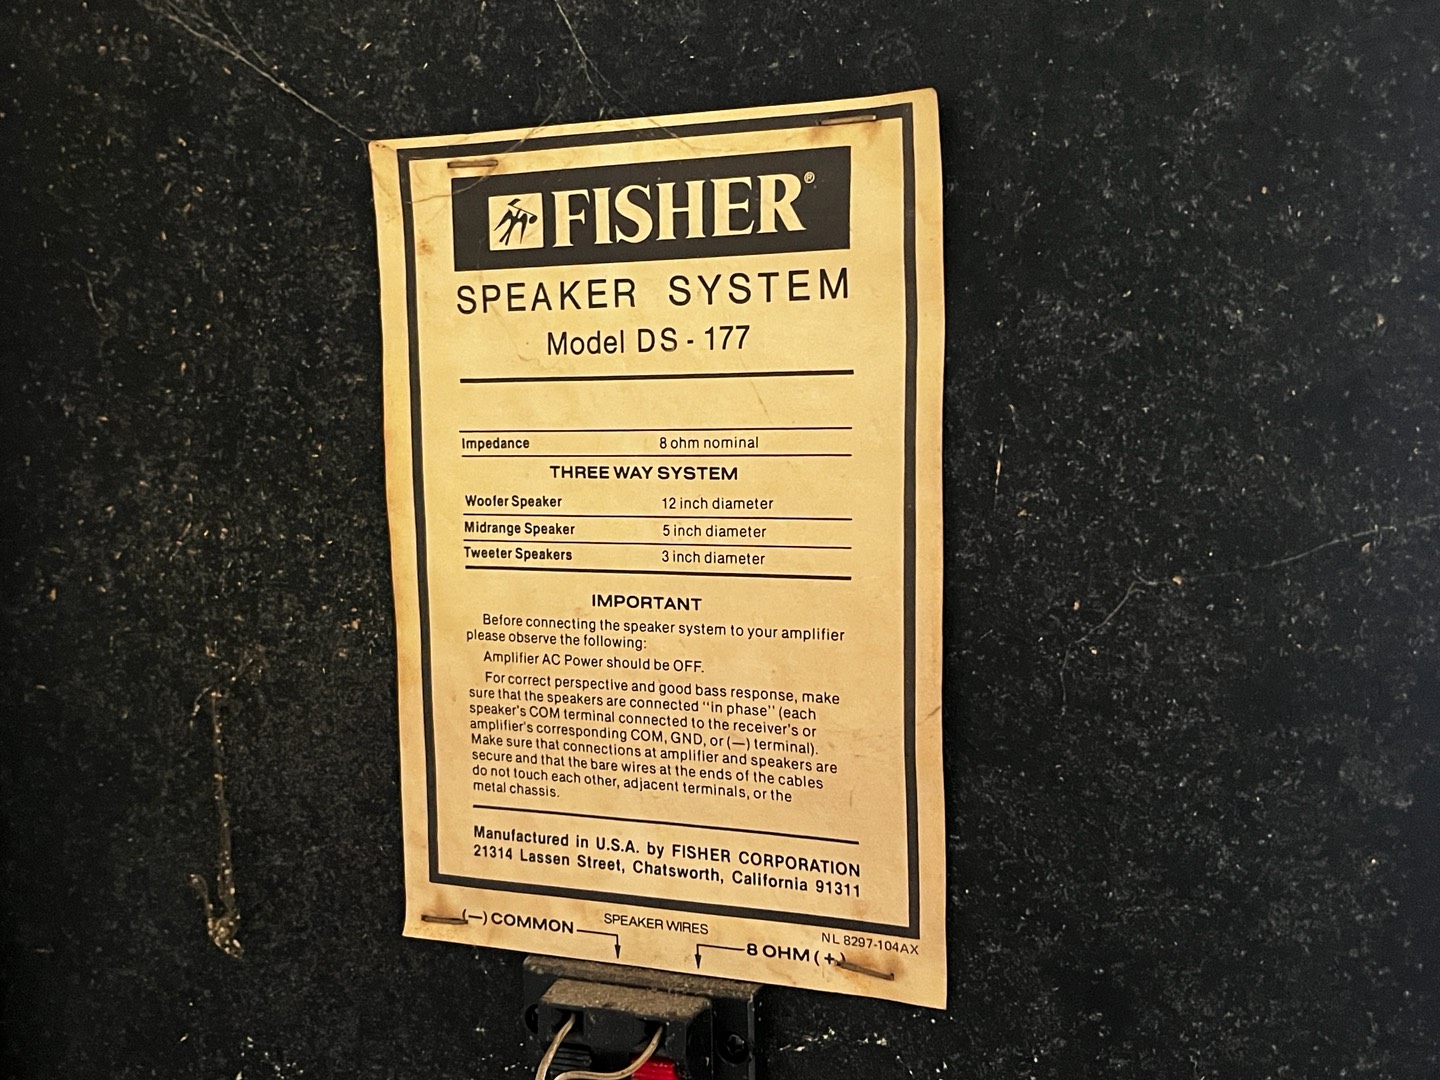 FISHER®
SPEAKER SYSTEM
Model DS - 177
Impedance 8 ohm nominal
THREE WAY SYSTEM
Woofer Speaker 12 inch diameter
Midrange Speaker 5 inch diameter
Tweeter Speakers 3 inch diameter
IMPORTANT
Before connecting the speaker system to your amplifier
please observe the following:
Amplifier AC Power should be OFF.
For correct perspective and good bass response, make
sure that the speakers are connected "in phase" (each
speaker's COM terminal connected to the receiver's or
amplifier's corresponding COM, GND, or (—) terminal).
Make sure that connections at amplifier and speakers are
secure and that the bare wires at the ends of the cables
do not touch each other, adjacent terminals, or the
metal chassis.
Manufactured in U.S.A. by FISHER CORPORATION
21314 Lassen Street, Chatsworth, California 91311
(—) COMMON SPEAKER WIRES 8 OHM (+)
NL 8297-104AX